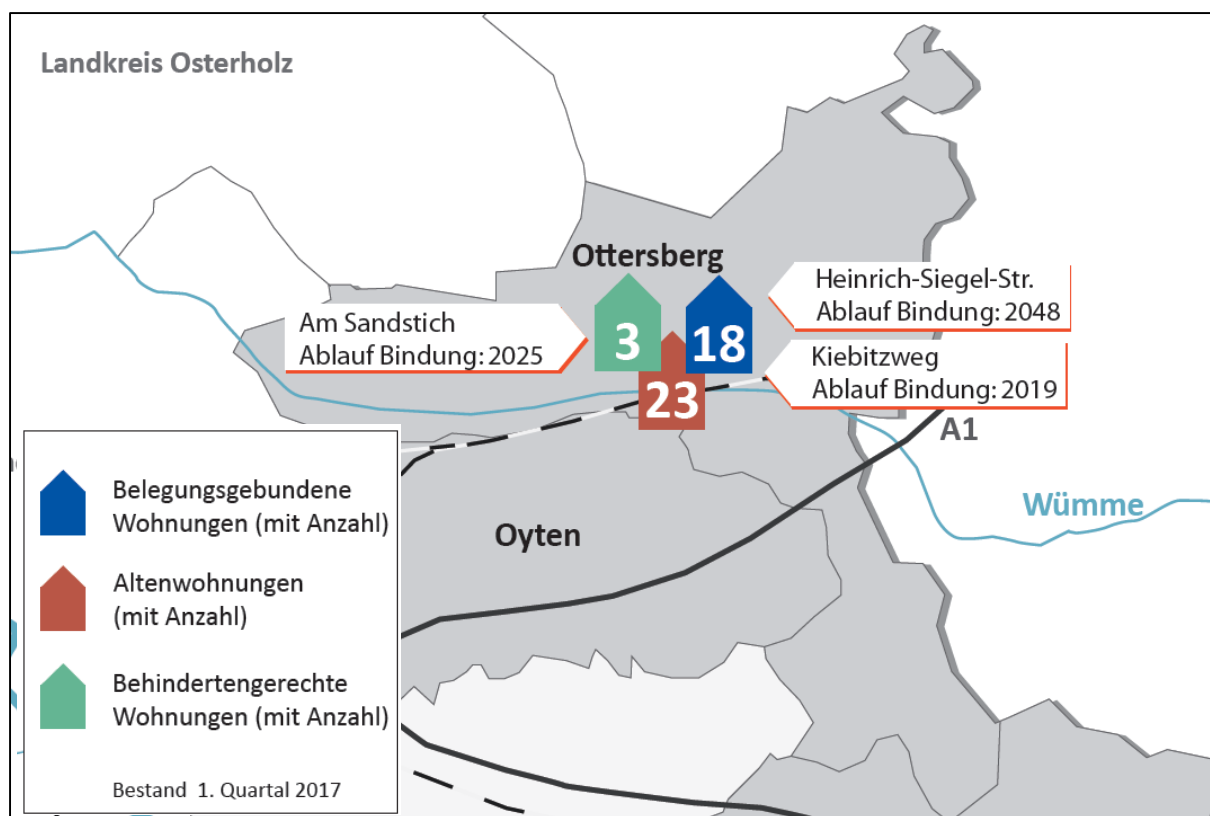 Landkreis Osterholz
Ottersberg
Heinrich-Siegel-Str.
Ablauf Bindung: 2048
Am Sandstich
Ablauf Bindung: 2025
3
18
23
Kiebitzweg
Ablauf Bindung: 2019
A1
Wümme
Oyten
Belegungsgebundene
Wohnungen (mit Anzahl)
Altenwohnungen
(mit Anzahl)
Behindertengerechte
Wohnungen (mit Anzahl)
Bestand 1. Quartal 2017